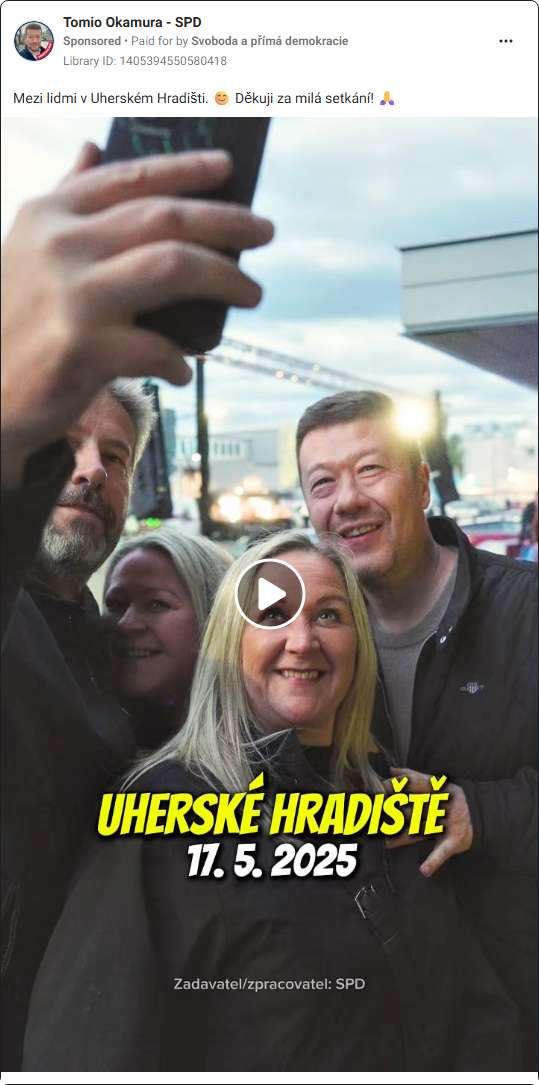 Tomio Okamura - SPD
Sponsored • Paid for by Svoboda a přímá demokracie
Library ID: 1405394550580418
Mezi lidmi v Uherském Hradišti. 😊 Děkuji za milá setkání! 🙏
UHERSKÉ HRADIŠTĚ
17. 5. 2025
Zadavatel/zpracovatel: SPD